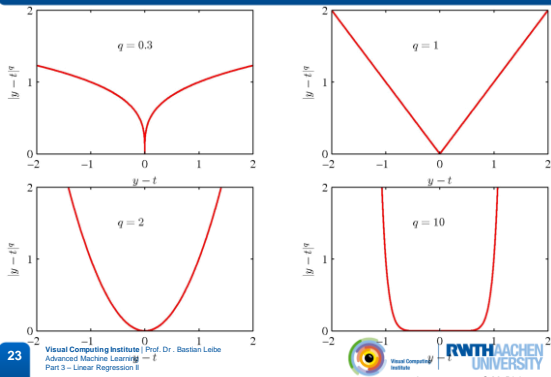 2
q = 0.3
1
|y − t|^q
0
−2 −1 0 1 2
y − t
2
q = 1
1
|y − t|^q
0
−2 −1 0 1 2
y − t
2
q = 2
1
|y − t|^q
0
−2 −1 0 1 2
y − t
2
q = 10
1
|y − t|^q
0
−2 −1 0 1 2
y − t
23
Visual Computing Institute | Prof. Dr . Bastian Leibe
Advanced Machine Learning
Part 3 – Linear Regression II
Visual Computing
Institute
RWTH AACHEN
UNIVERSITY